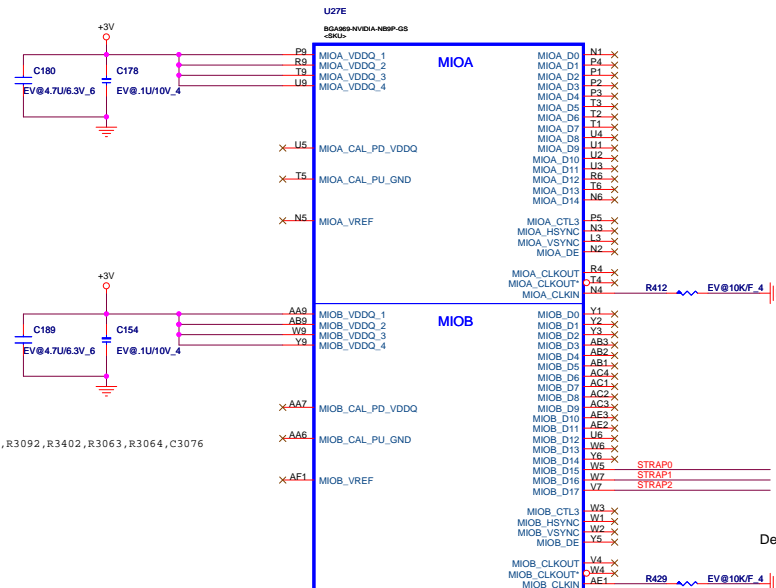 U27E
BGA969-NVIDIA-NB9P-GS
<SKU>
+3V
C180
EV@4.7U/6.3V_6
C178
EV@.1U/10V_4
P9 MIOA_VDDQ_1
R9 MIOA_VDDQ_2
T9 MIOA_VDDQ_3
U9 MIOA_VDDQ_4
U5 MIOA_CAL_PD_VDDQ
T5 MIOA_CAL_PU_GND
N5 MIOA_VREF
MIOA
MIOA_D0 N1
MIOA_D1 P4
MIOA_D2 P1
MIOA_D3 P2
MIOA_D4 P3
MIOA_D5 T3
MIOA_D6 T2
MIOA_D7 T1
MIOA_D8 U4
MIOA_D9 U1
MIOA_D10 U2
MIOA_D11 U3
MIOA_D12 R6
MIOA_D13 T6
MIOA_D14 N6
MIOA_CTL3 P5
MIOA_HSYNC N3
MIOA_VSYNC L3
MIOA_DE N2
MIOA_CLKOUT R4
MIOA_CLKOUT* T4
MIOA_CLKIN N4
R412 EV@10K/F_4
+3V
C189
EV@4.7U/6.3V_6
C154
EV@.1U/10V_4
AA9 MIOB_VDDQ_1
AB9 MIOB_VDDQ_2
W9 MIOB_VDDQ_3
Y9 MIOB_VDDQ_4
AA7 MIOB_CAL_PD_VDDQ
AA6 MIOB_CAL_PU_GND
AF1 MIOB_VREF
,R3092,R3402,R3063,R3064,C3076
MIOB
MIOB_D0 Y1
MIOB_D1 Y2
MIOB_D2 Y3
MIOB_D3 AB3
MIOB_D4 AB2
MIOB_D5 AB1
MIOB_D6 AC4
MIOB_D7 AC1
MIOB_D8 AC2
MIOB_D9 AC3
MIOB_D10 AE3
MIOB_D11 AE2
MIOB_D12 U6
MIOB_D13 W6
MIOB_D14 Y6
MIOB_D15 W5 STRAP0
MIOB_D16 W7 STRAP1
MIOB_D17 V7 STRAP2
MIOB_CTL3 W3
MIOB_HSYNC W1
MIOB_VSYNC W2
MIOB_DE Y5
De
MIOB_CLKOUT V4
MIOB_CLKOUT* W4
MIOB_CLKIN AE1
R429 EV@10K/F_4